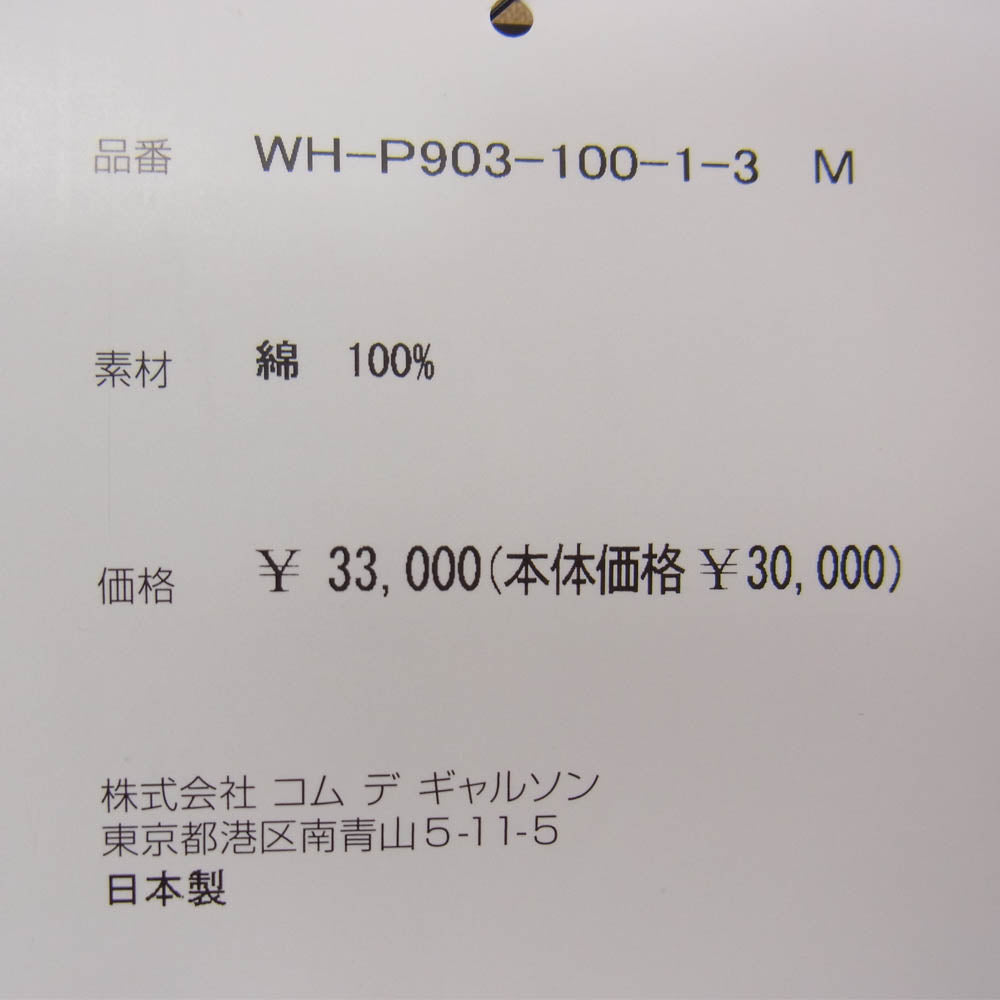 品番 WH-P903-100-1-3 M
素材 綿 100%
価格 ¥ 33,000(本体価格 ¥30,000)
株式会社 コム デ ギャルソン
東京都港区南青山5-11-5
日本製